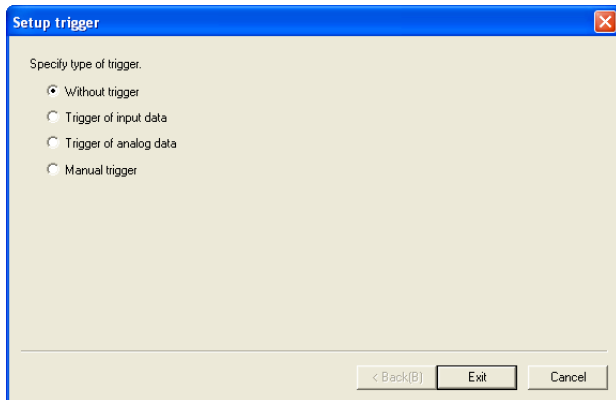 Setup trigger
Specify type of trigger.
Without trigger
Trigger of input data
Trigger of analog data
Manual trigger
< Back(B) Exit Cancel